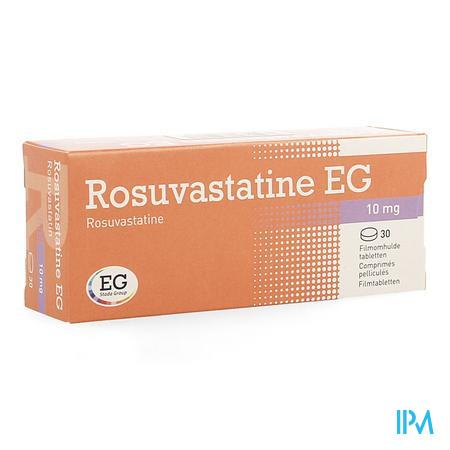 Rosuvastatine EG
Rosuvastatine
10 mg
30
Filmomhulde
tabletten
Comprimés
pelliculés
Filmtabletten
EG
Stada Group
R
Rosuvastatine EG
Rosuvastatin
10 mg
30
IPM